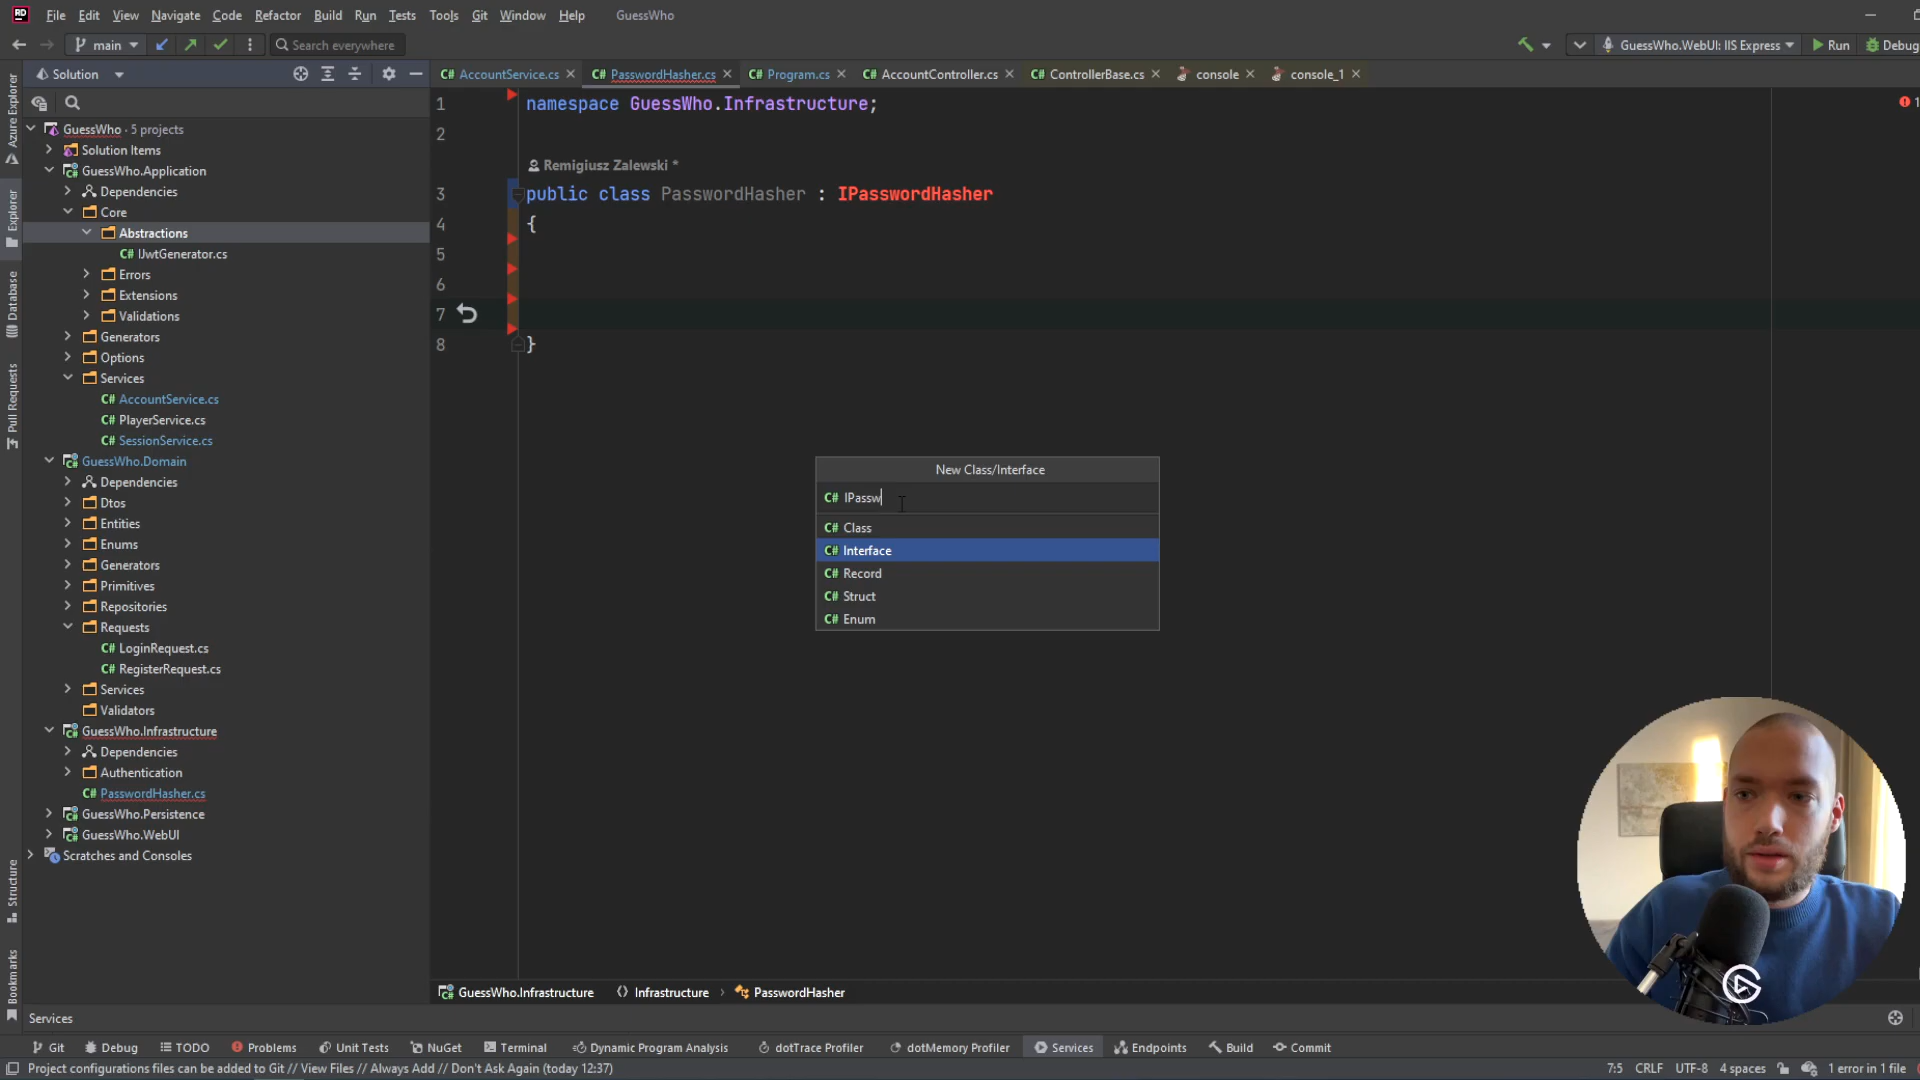 File Edit View Navigate Code Refactor Build Run Tests Tools Git Window Help GuessWho
main Search everywhere GuessWho.WebUI: IIS Express Run Debug
Solution
AccountService.cs PasswordHasher.cs Program.cs AccountController.cs ControllerBase.cs console console_1
GuessWho · 5 projects
Solution Items
GuessWho.Application
Dependencies
Core
Abstractions
C# IJwtGenerator.cs
Errors
Extensions
Validations
Generators
Options
Services
C# AccountService.cs
C# PlayerService.cs
C# SessionService.cs
GuessWho.Domain
Dependencies
Dtos
Entities
Enums
Generators
Primitives
Repositories
Requests
C# LoginRequest.cs
C# RegisterRequest.cs
Services
Validators
GuessWho.Infrastructure
Dependencies
Authentication
C# PasswordHasher.cs
GuessWho.Persistence
GuessWho.WebUI
Scratches and Consoles
Azure Explorer
Explorer
Database
Pull Requests
Structure
Bookmarks
1 namespace GuessWho.Infrastructure;
2
Remigiusz Zalewski *
3 public class PasswordHasher : IPasswordHasher
4 {
5
6
7
8 }
New Class/Interface
C# IPassw
C# Class
C# Interface
C# Record
C# Struct
C# Enum
GuessWho.Infrastructure Infrastructure PasswordHasher
Services
Git Debug TODO Problems Unit Tests NuGet Terminal Dynamic Program Analysis dotTrace Profiler dotMemory Profiler Services Endpoints Build Commit
Project configurations files can be added to Git // View Files // Always Add // Don't Ask Again (today 12:37) 7:5 CRLF UTF-8 4 spaces 1 error in 1 file